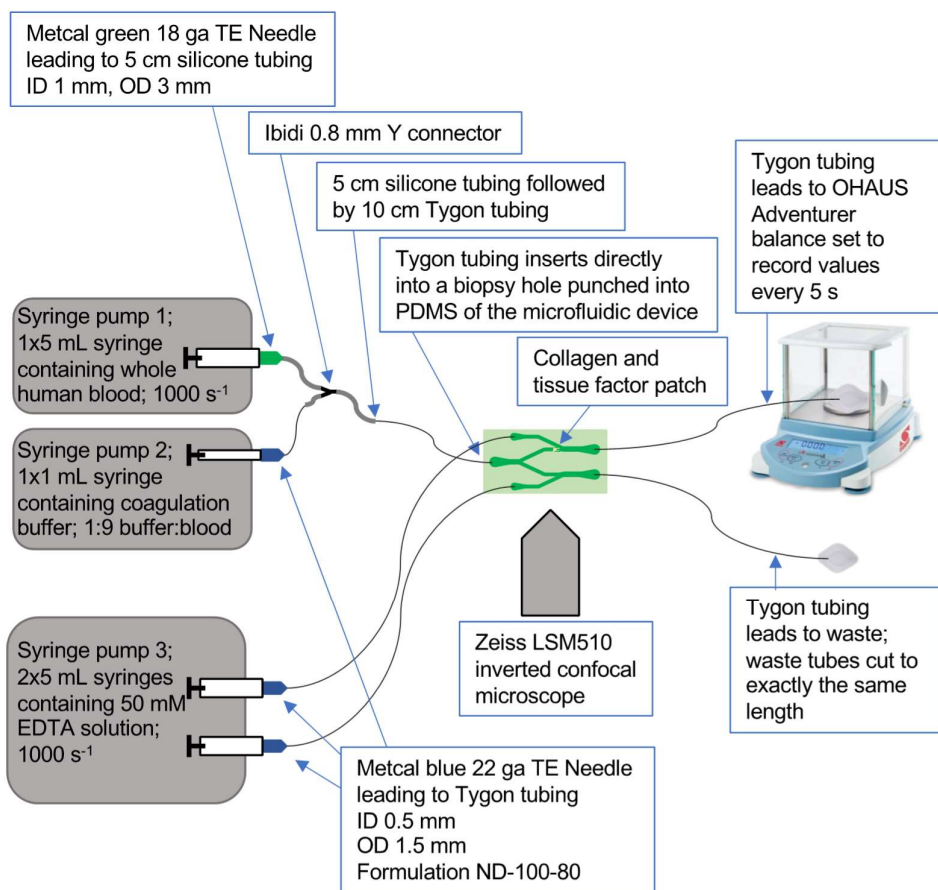 Metcal green 18 ga TE Needle
leading to 5 cm silicone tubing
ID 1 mm, OD 3 mm
Ibidi 0.8 mm Y connector
5 cm silicone tubing followed
by 10 cm Tygon tubing
Tygon tubing inserts directly
into a biopsy hole punched into
PDMS of the microfluidic device
Collagen and
tissue factor patch
Tygon tubing
leads to OHAUS
Adventurer
balance set to
record values
every 5 s
Syringe pump 1;
1x5 mL syringe
containing whole
human blood; 1000 s⁻¹
Syringe pump 2;
1x1 mL syringe
containing coagulation
buffer; 1:9 buffer:blood
Syringe pump 3;
2x5 mL syringes
containing 50 mM
EDTA solution;
1000 s⁻¹
Zeiss LSM510
inverted confocal
microscope
Tygon tubing
leads to waste;
waste tubes cut to
exactly the same
length
Metcal blue 22 ga TE Needle
leading to Tygon tubing
ID 0.5 mm
OD 1.5 mm
Formulation ND-100-80